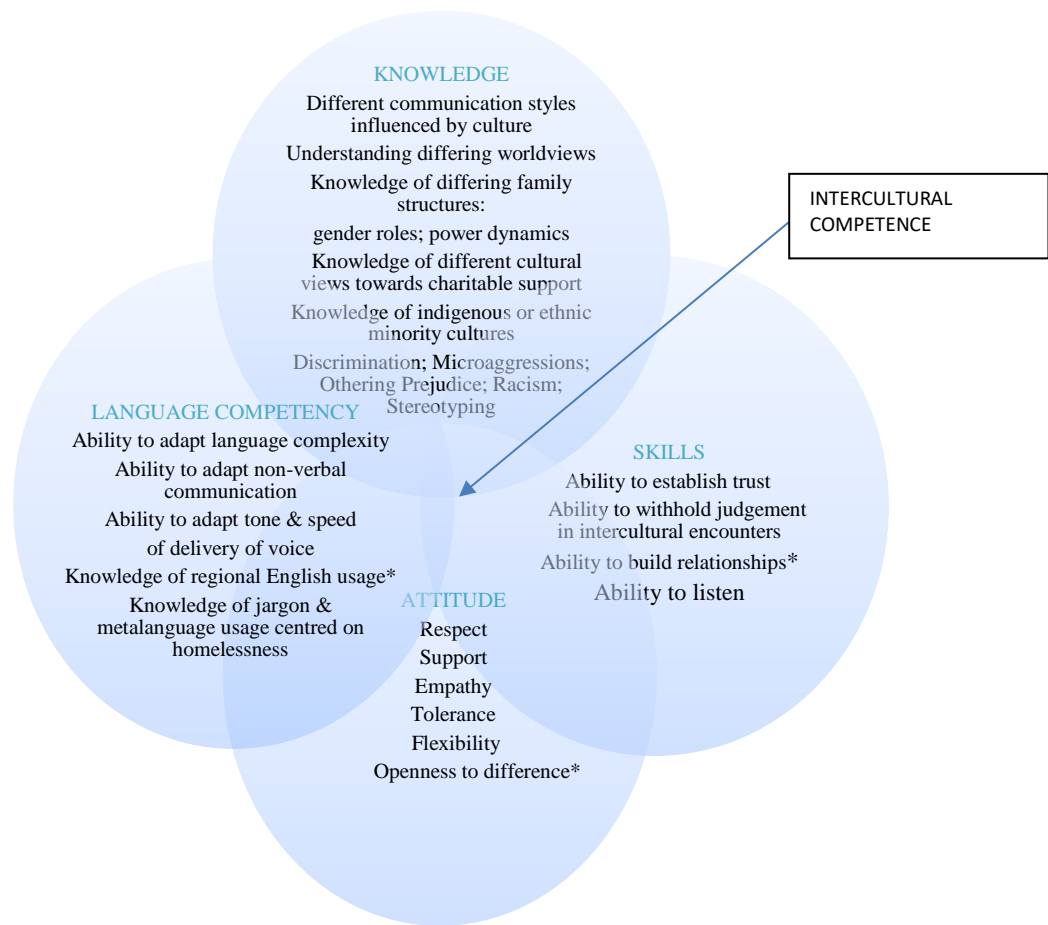 KNOWLEDGE
Different communication styles
influenced by culture
Understanding differing worldviews
Knowledge of differing family
structures:
gender roles; power dynamics
Knowledge of different cultural
views towards charitable support
Knowledge of indigenous or ethnic
minority cultures
Discrimination; Microaggressions;
Othering Prejudice; Racism;
Stereotyping
INTERCULTURAL
COMPETENCE
LANGUAGE COMPETENCY
Ability to adapt language complexity
Ability to adapt non-verbal
communication
Ability to adapt tone & speed
of delivery of voice
Knowledge of regional English usage*
Knowledge of jargon &
metalanguage usage centred on
homelessness
SKILLS
Ability to establish trust
Ability to withhold judgement
in intercultural encounters
Ability to build relationships*
Ability to listen
ATTITUDE
Respect
Support
Empathy
Tolerance
Flexibility
Openness to difference*